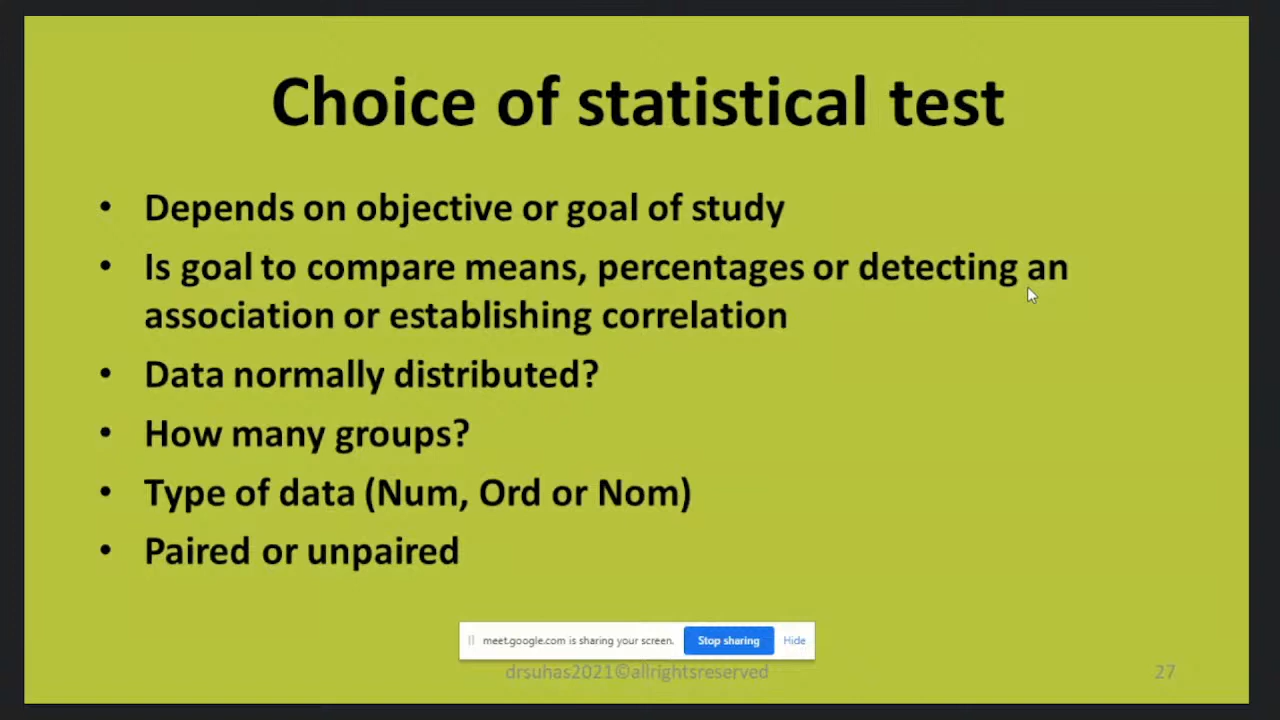 Choice of statistical test
• Depends on objective or goal of study
• Is goal to compare means, percentages or detecting an
association or establishing correlation
• Data normally distributed?
• How many groups?
• Type of data (Num, Ord or Nom)
• Paired or unpaired
meet.google.com is sharing your screen. Stop sharing Hide
drsuhas2021©allrightsreserved 27